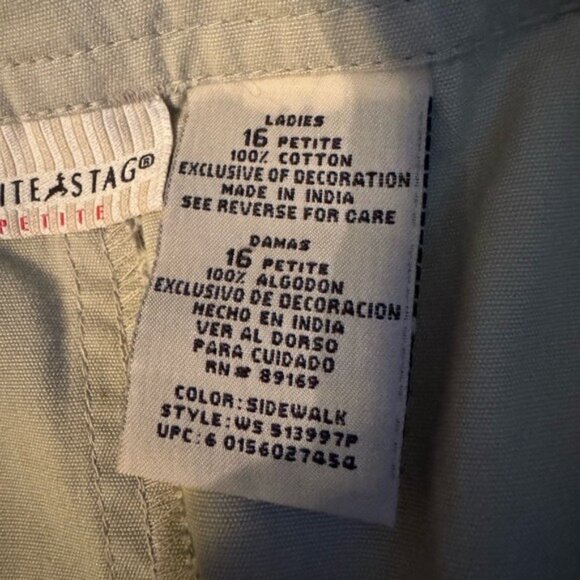 ITE STAG®
PETITE
LADIES
16 PETITE
100% COTTON
EXCLUSIVE OF DECORATION
MADE IN INDIA
SEE REVERSE FOR CARE
DAMAS
16 PETITE
100% ALGODON
EXCLUSIVO DE DECORACION
HECHO EN INDIA
VER AL DORSO
PARA CUIDADO
RN# 89169
COLOR:SIDEWALK
STYLE:WS 513997P
UPC:6 0156027454